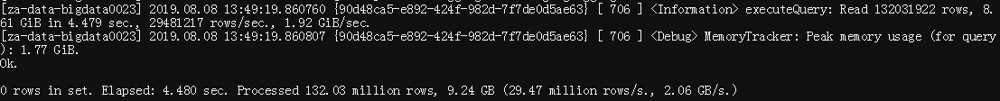 [za-data-bigdata0023] 2019.08.08 13:49:19.860760 {90d48ca5-e892-424f-982d-7f7de0d5ae63} [ 706 ] <Information> executeQuery: Read 132031922 rows, 8.
61 GiB in 4.479 sec., 29481217 rows/sec., 1.92 GiB/sec.
[za-data-bigdata0023] 2019.08.08 13:49:19.860807 {90d48ca5-e892-424f-982d-7f7de0d5ae63} [ 706 ] <Debug> MemoryTracker: Peak memory usage (for query
): 1.77 GiB.
Ok.
0 rows in set. Elapsed: 4.480 sec. Processed 132.03 million rows, 9.24 GB (29.47 million rows/s., 2.06 GB/s.)